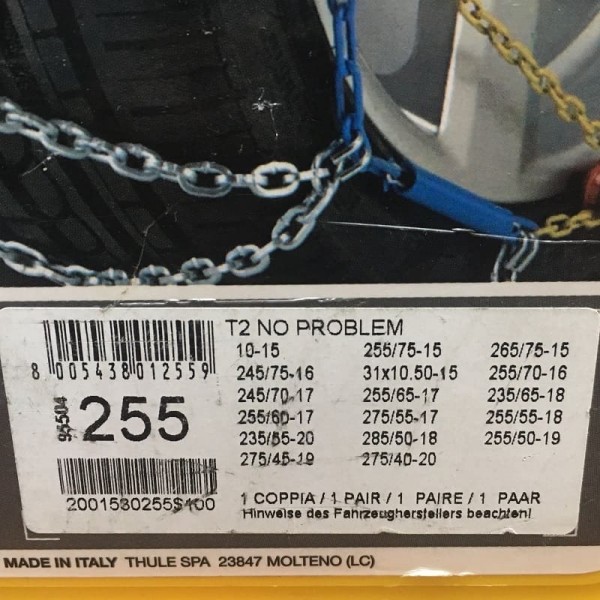 T2 NO PROBLEM
10-15 255/75-15 265/75-15
245/75-16 31x10.50-15 255/70-16
245/70-17 255/65-17 235/65-18
255/60-17 275/55-17 255/55-18
235/55-20 285/50-18 255/50-19
275/45-19 275/40-20
8 005438 012559
95504
255
2001530255$400
1 COPPIA / 1 PAIR / 1 PAIRE / 1 PAAR
Hinweise des Fahrzeugherstellers beachten!
MADE IN ITALY THULE SPA 23847 MOLTENO (LC)